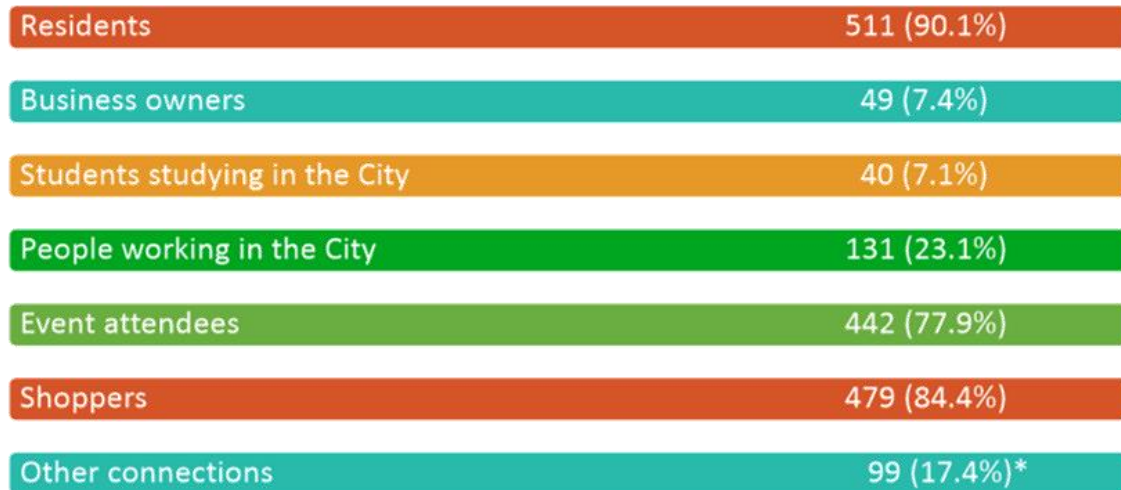 Residents 511 (90.1%)
Business owners 49 (7.4%)
Students studying in the City 40 (7.1%)
People working in the City 131 (23.1%)
Event attendees 442 (77.9%)
Shoppers 479 (84.4%)
Other connections 99 (17.4%)*